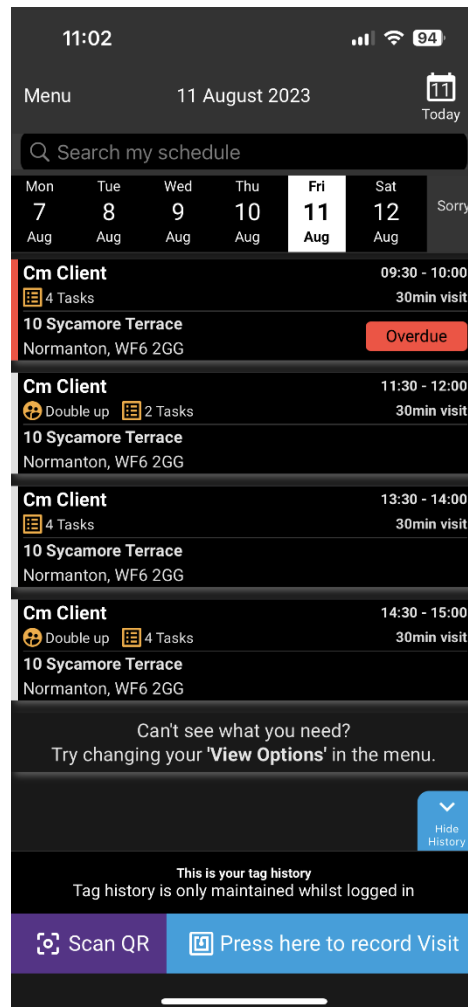 11:02
94
Menu
11 August 2023
11
Today
Search my schedule
Mon Tue Wed Thu Fri Sat
7 8 9 10 11 12 Sorry
Aug Aug Aug Aug Aug Aug
Cm Client 09:30 - 10:00
4 Tasks 30min visit
10 Sycamore Terrace
Normanton, WF6 2GG
Overdue
Cm Client 11:30 - 12:00
Double up 2 Tasks 30min visit
10 Sycamore Terrace
Normanton, WF6 2GG
Cm Client 13:30 - 14:00
4 Tasks 30min visit
10 Sycamore Terrace
Normanton, WF6 2GG
Cm Client 14:30 - 15:00
Double up 4 Tasks 30min visit
10 Sycamore Terrace
Normanton, WF6 2GG
Can't see what you need?
Try changing your 'View Options' in the menu.
Hide
History
This is your tag history
Tag history is only maintained whilst logged in
Scan QR
Press here to record Visit